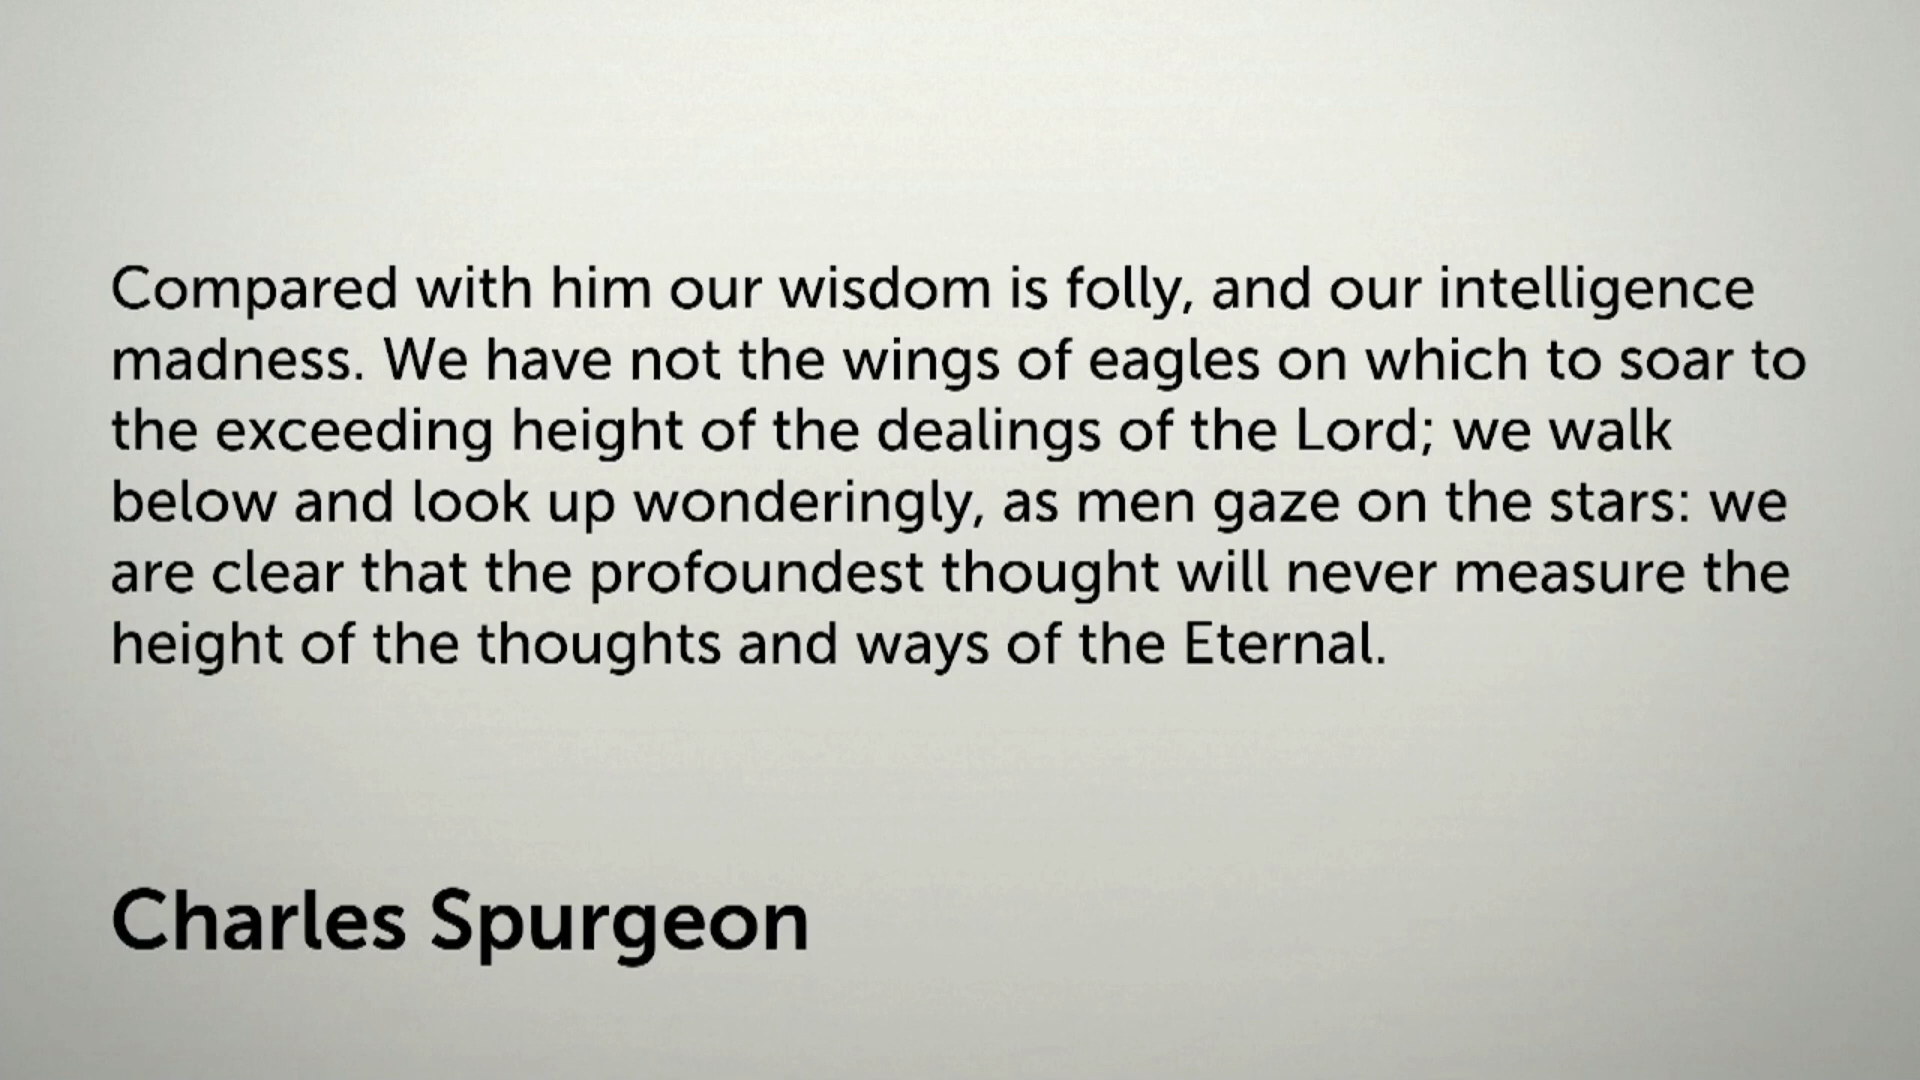 Compared with him our wisdom is folly, and our intelligence
madness. We have not the wings of eagles on which to soar to
the exceeding height of the dealings of the Lord; we walk
below and look up wonderingly, as men gaze on the stars: we
are clear that the profoundest thought will never measure the
height of the thoughts and ways of the Eternal.
Charles Spurgeon